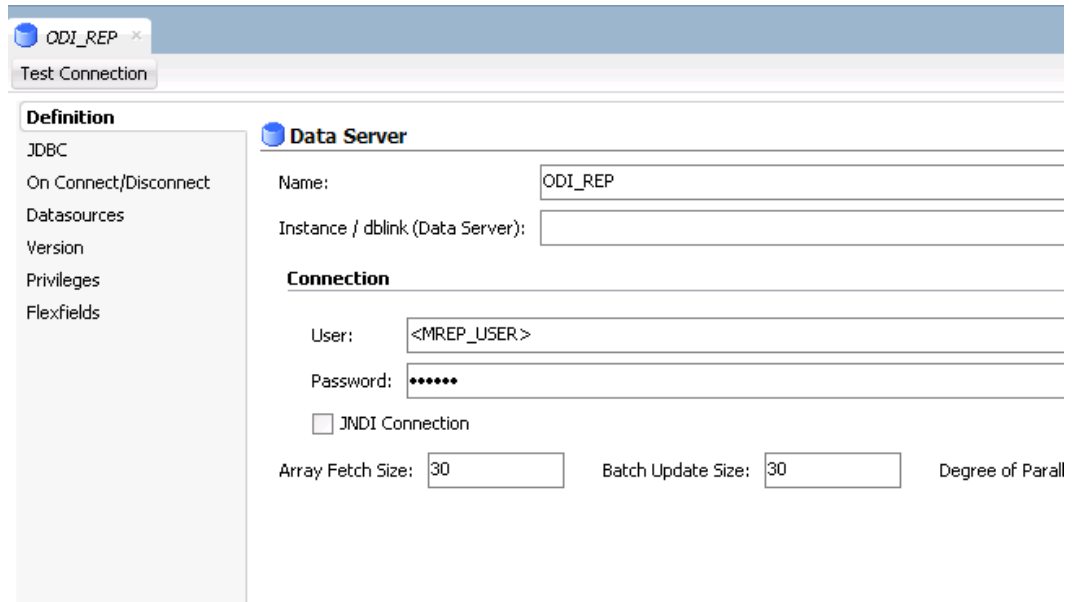 ODI_REP
Test Connection
Definition
JDBC
On Connect/Disconnect
Datasources
Version
Privileges
Flexfields
Data Server
Name: ODI_REP
Instance / dblink (Data Server):
Connection
User: <MREP_USER>
Password: ••••••
JNDI Connection
Array Fetch Size: 30 Batch Update Size: 30 Degree of Parall